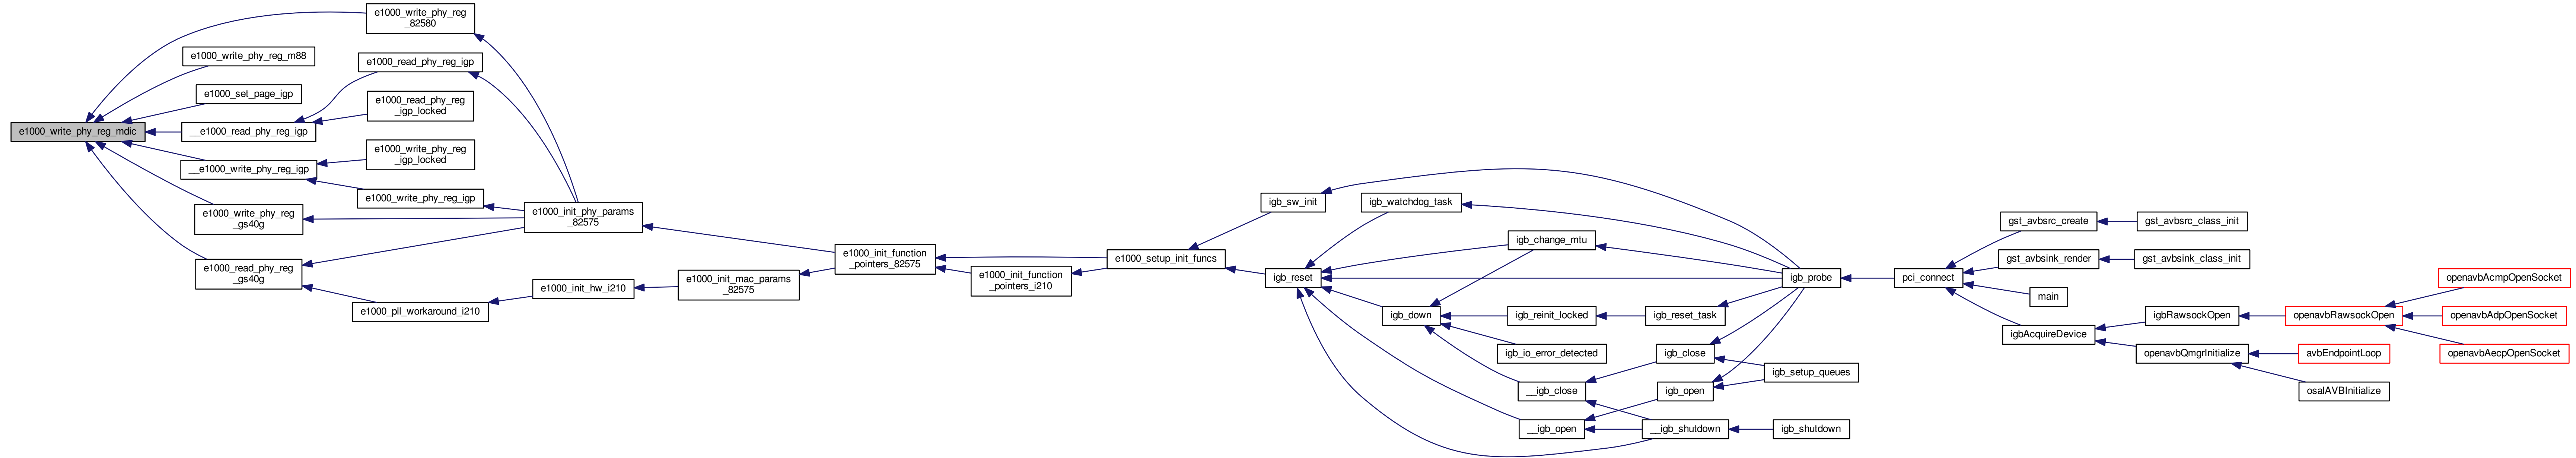 e1000_write_phy_reg_mdic
e1000_write_phy_reg
_82580
e1000_write_phy_reg_m88
e1000_set_page_igp
__e1000_read_phy_reg_igp
__e1000_write_phy_reg_igp
e1000_write_phy_reg
_gs40g
e1000_read_phy_reg
_gs40g
e1000_read_phy_reg_igp
e1000_read_phy_reg
_igp_locked
e1000_write_phy_reg
_igp_locked
e1000_write_phy_reg_igp
e1000_pll_workaround_i210
e1000_init_phy_params
_82575
e1000_init_hw_i210
e1000_init_mac_params
_82575
e1000_init_function
_pointers_82575
e1000_init_function
_pointers_i210
e1000_setup_init_funcs
igb_sw_init
igb_reset
igb_watchdog_task
igb_down
igb_change_mtu
igb_reinit_locked
igb_io_error_detected
__igb_close
__igb_open
igb_reset_task
igb_close
igb_open
__igb_shutdown
igb_probe
igb_setup_queues
igb_shutdown
pci_connect
gst_avbsrc_create
gst_avbsink_render
main
igbAcquireDevice
gst_avbsrc_class_init
gst_avbsink_class_init
igbRawsockOpen
openavbQmgrInitialize
openavbRawsockOpen
avbEndpointLoop
osalAVBInitialize
openavbAcmpOpenSocket
openavbAdpOpenSocket
openavbAecpOpenSocket